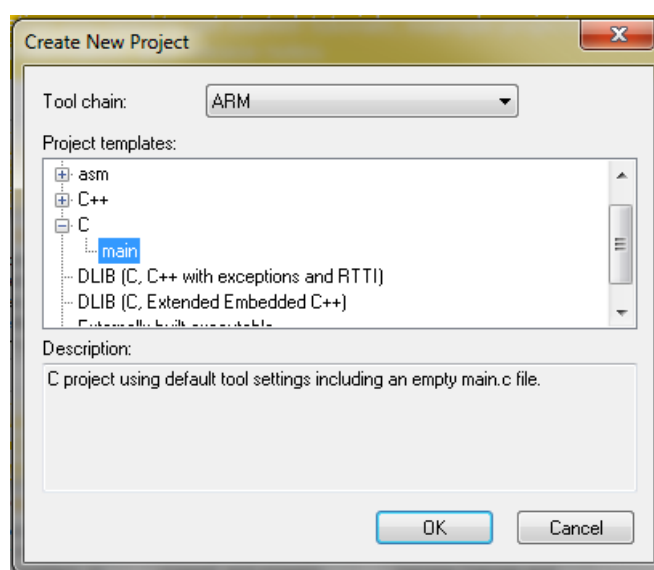 Create New Project
Tool chain: ARM
Project templates:
asm
C++
C
main
DLIB (C, C++ with exceptions and RTTI)
DLIB (C, Extended Embedded C++)
Description:
C project using default tool settings including an empty main.c file.
OK Cancel